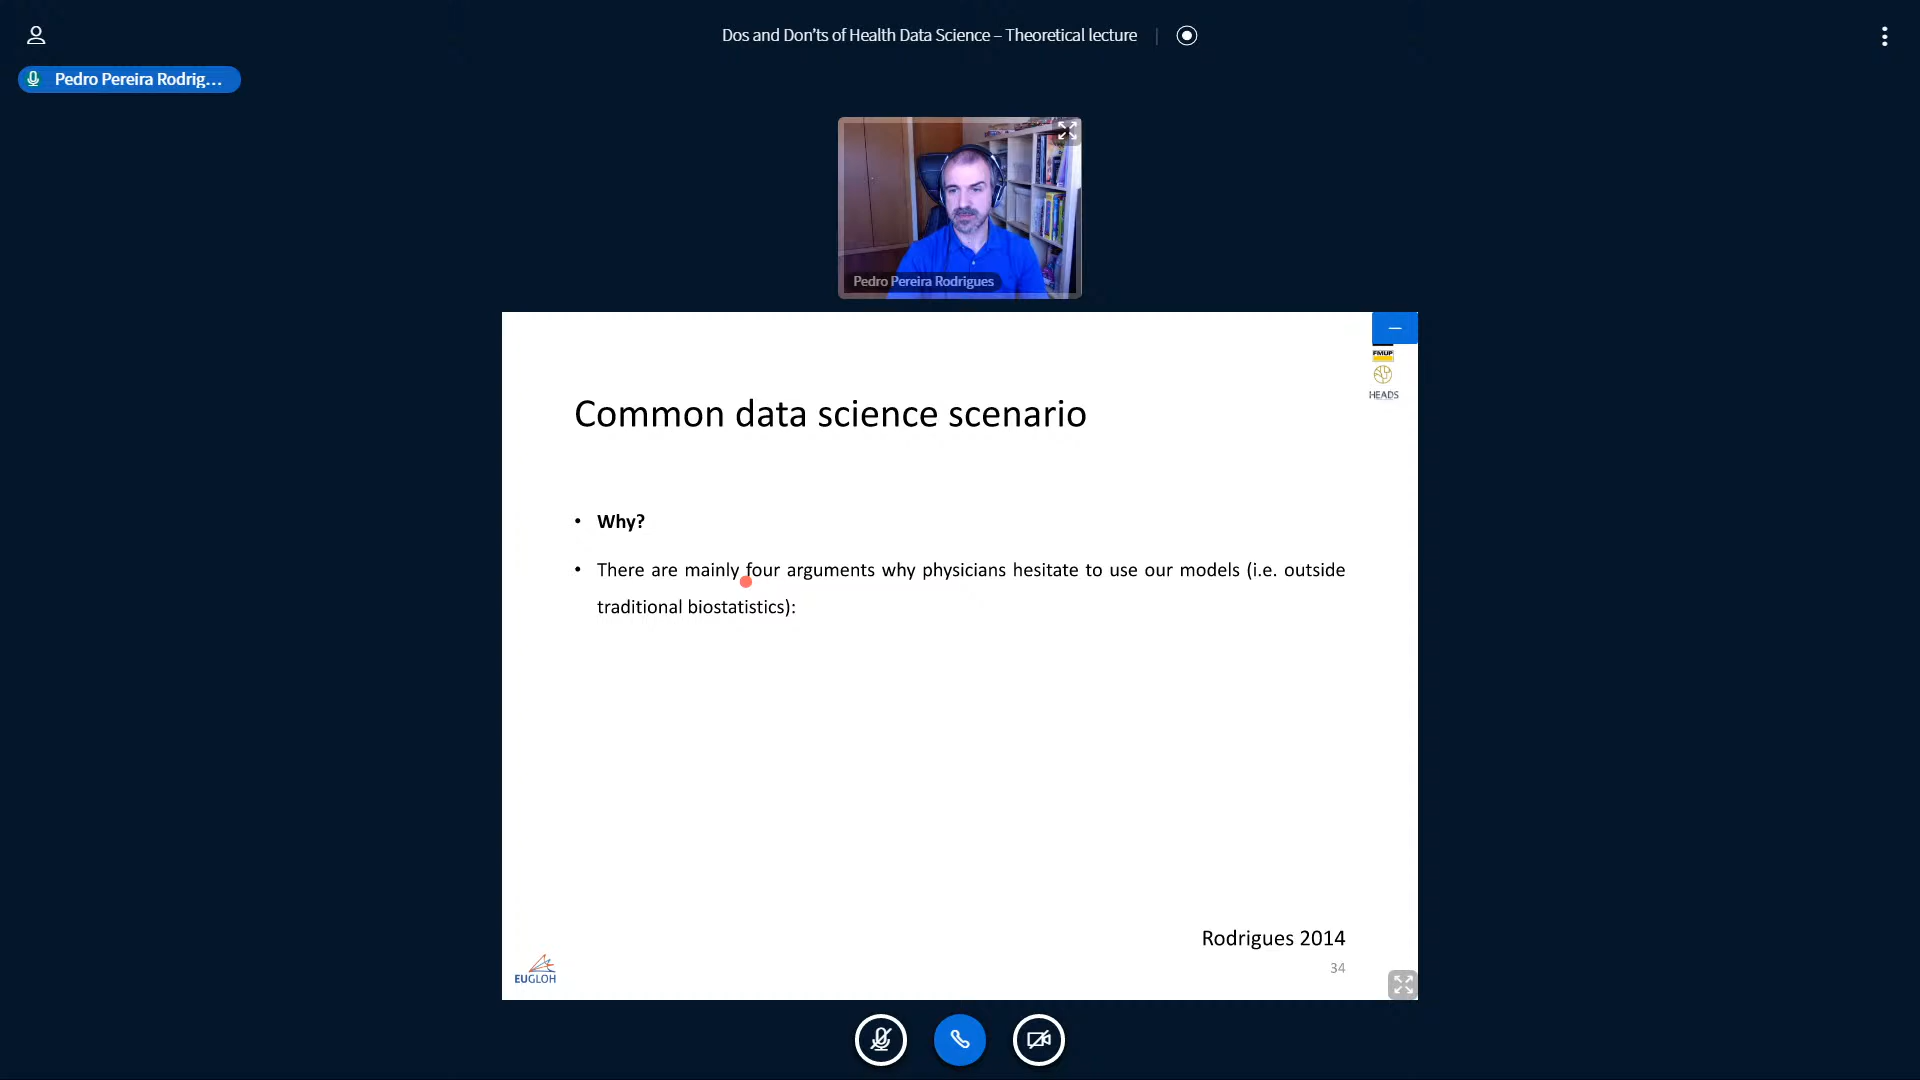 Dos and Don'ts of Health Data Science – Theoretical lecture
Pedro Pereira Rodrig...
Pedro Pereira Rodrigues
FMUP
HEADS
Common data science scenario
• Why?
• There are mainly four arguments why physicians hesitate to use our models (i.e. outside
traditional biostatistics):
Rodrigues 2014
34
EUGLOH